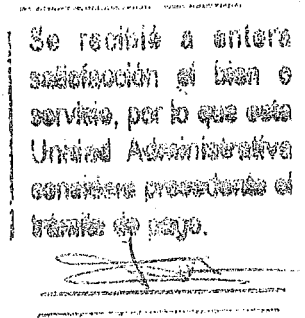 Se recibió a entera
satisfacción el bien o
servicio, por lo que esta
Unidad Administrativa
considera procedente el
trámite de pago.